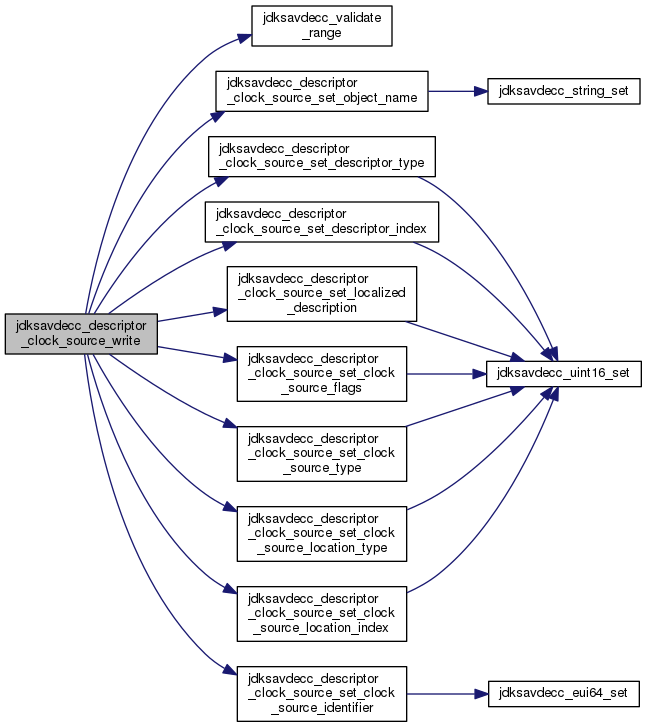 jdksavdecc_validate
_range
jdksavdecc_descriptor
_clock_source_set_object_name
jdksavdecc_string_set
jdksavdecc_descriptor
_clock_source_set_descriptor_type
jdksavdecc_descriptor
_clock_source_set_descriptor_index
jdksavdecc_descriptor
_clock_source_set_localized
_description
jdksavdecc_descriptor
_clock_source_write
jdksavdecc_descriptor
_clock_source_set_clock
_source_flags
jdksavdecc_uint16_set
jdksavdecc_descriptor
_clock_source_set_clock
_source_type
jdksavdecc_descriptor
_clock_source_set_clock
_source_location_type
jdksavdecc_descriptor
_clock_source_set_clock
_source_location_index
jdksavdecc_descriptor
_clock_source_set_clock
_source_identifier
jdksavdecc_eui64_set